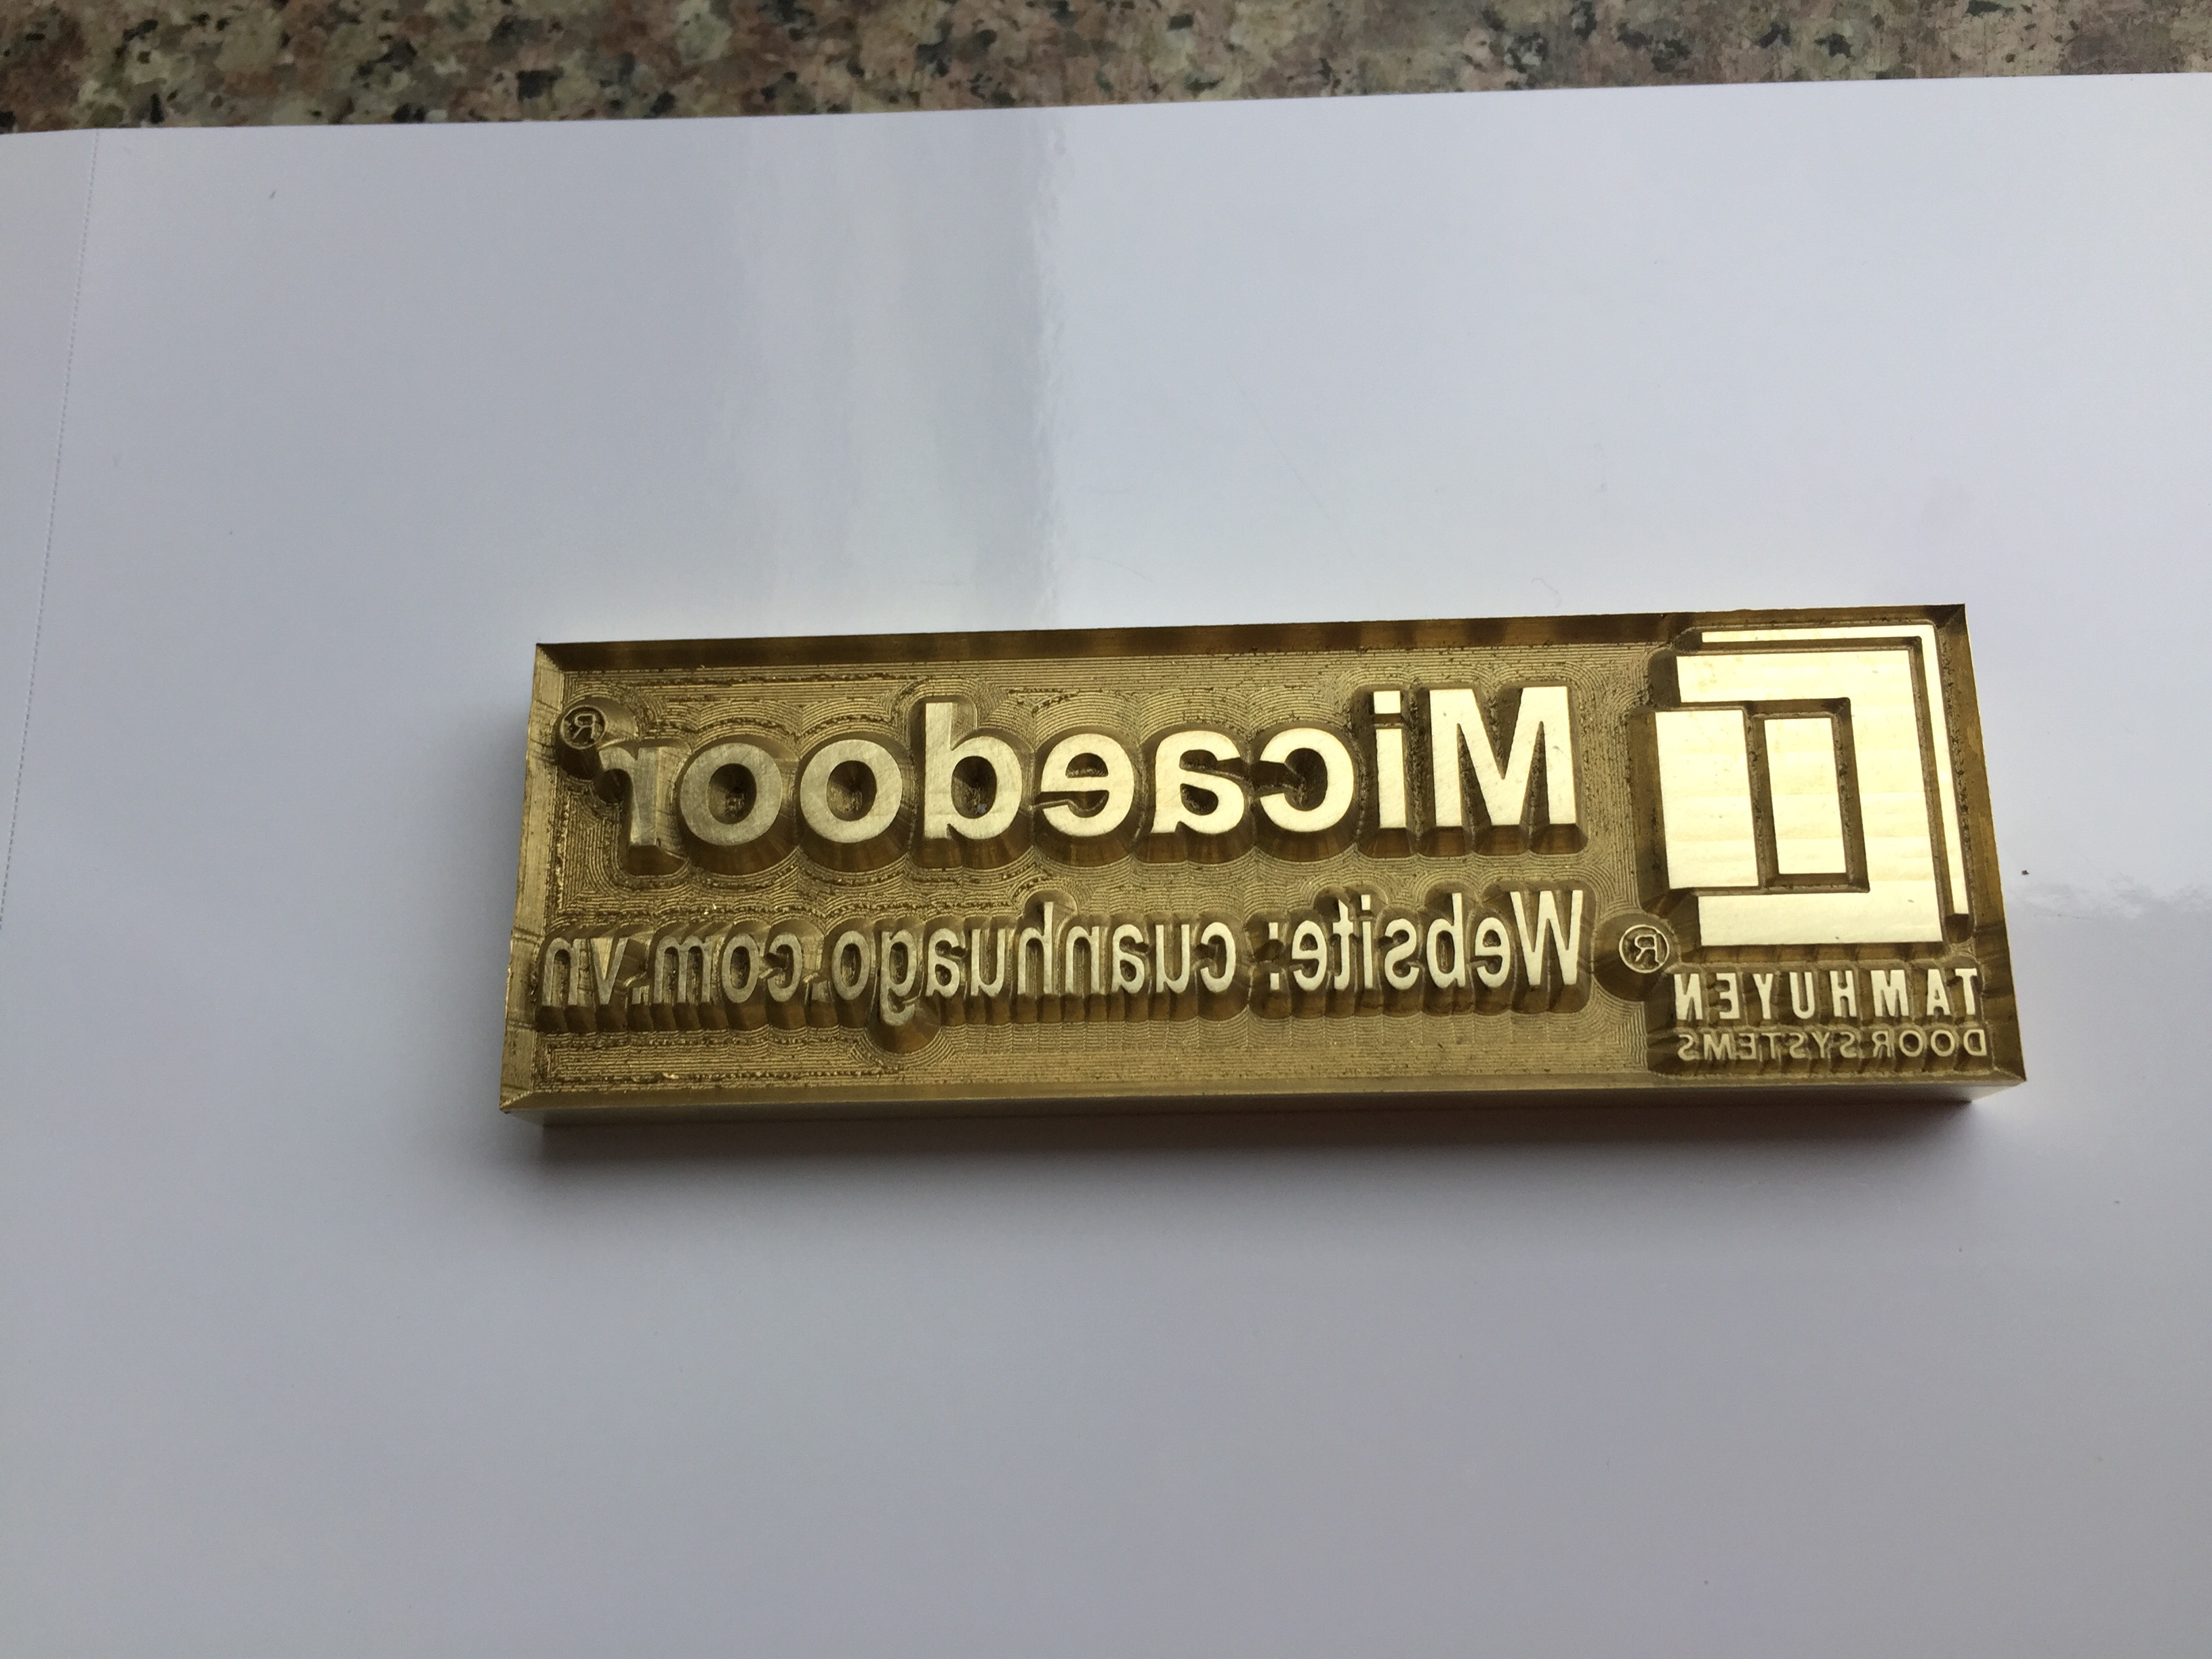 Micaedoor®
Website: cuanhuago.com.vn
®
TAMHUYEN
DOOR SYSTEMS